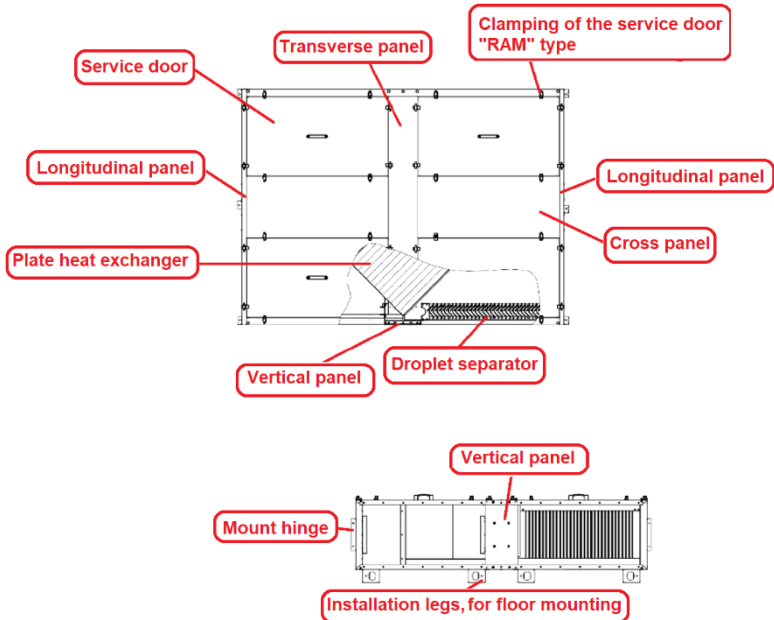 Clamping of the service door
"RAM" type
Transverse panel
Service door
Longitudinal panel
Longitudinal panel
Cross panel
Plate heat exchanger
Droplet separator
Vertical panel
Vertical panel
Mount hinge
Installation legs, for floor mounting